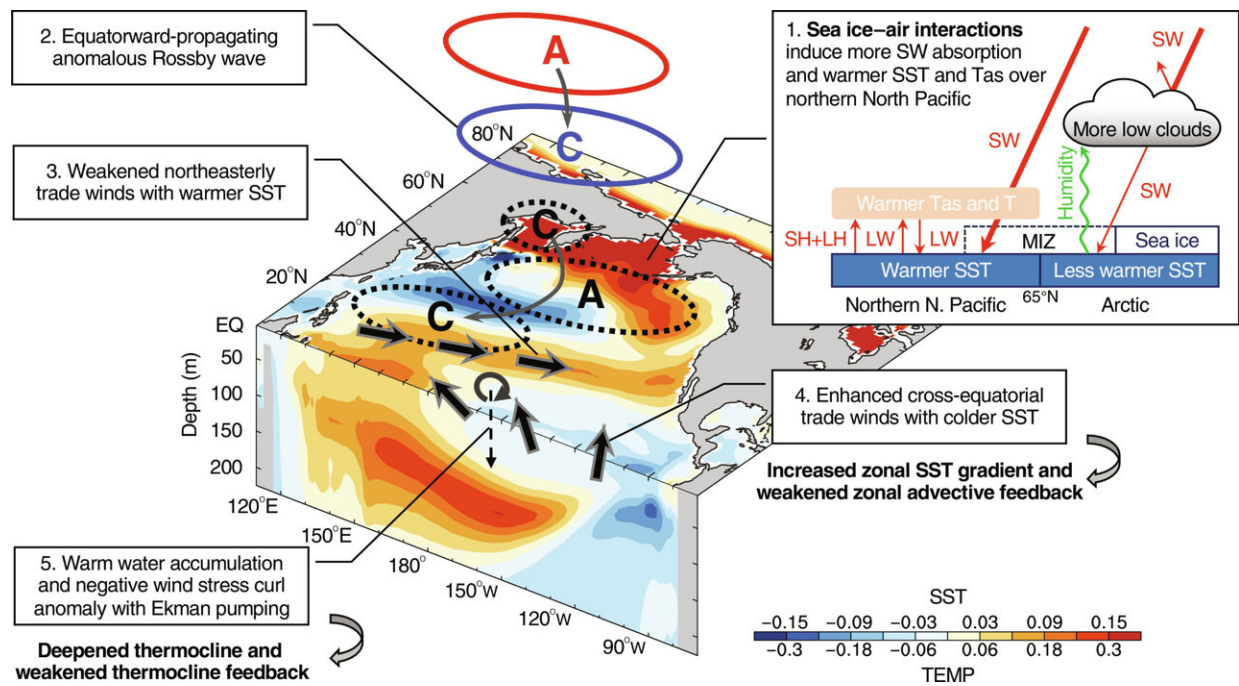 2. Equatorward-propagating
anomalous Rossby wave
A
C
80°N
60°N
40°N
20°N
EQ
3. Weakened northeasterly
trade winds with warmer SST
C
A
C
1. Sea ice–air interactions
induce more SW absorption
and warmer SST and Tas over
northern North Pacific
SW
SW
More low clouds
SW
Humidity
Warmer Tas and T
SH+LH
LW
LW
MIZ
Sea ice
Warmer SST
Less warmer SST
Northern N. Pacific
65°N
Arctic
Depth (m)
50
100
150
200
120°E
150°E
180°
150°W
120°W
90°W
4. Enhanced cross-equatorial
trade winds with colder SST
Increased zonal SST gradient and
weakened zonal advective feedback
5. Warm water accumulation
and negative wind stress curl
anomaly with Ekman pumping
Deepened thermocline and
weakened thermocline feedback
SST
−0.15 −0.09 −0.03 0.03 0.09 0.15
−0.3 −0.18 −0.06 0.06 0.18 0.3
TEMP